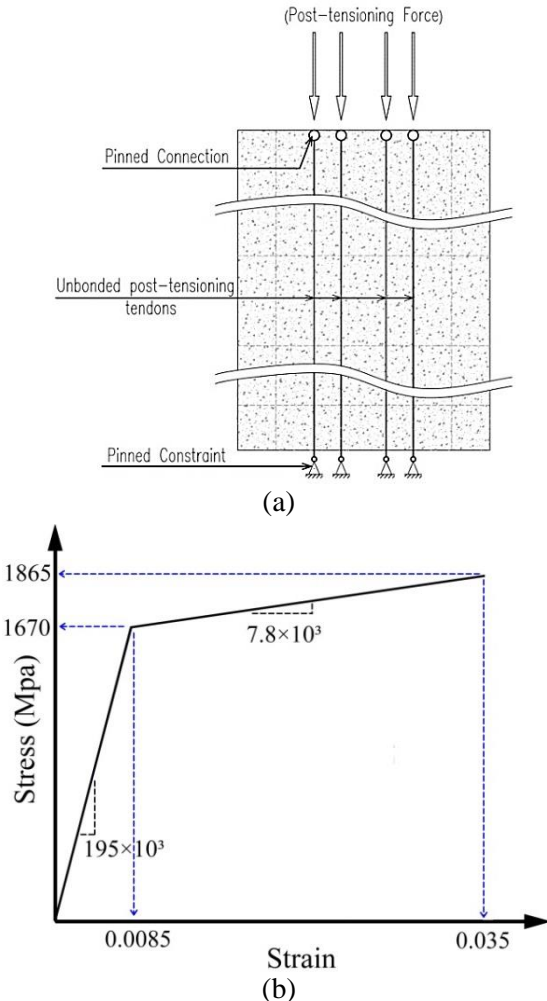 (Post-tensioning Force)
Pinned Connection
Unbonded post-tensioning
tendons
Pinned Constraint
(a)
1865
1670
7.8×10³
Stress (Mpa)
195×10³
0.0085
0.035
Strain
(b)